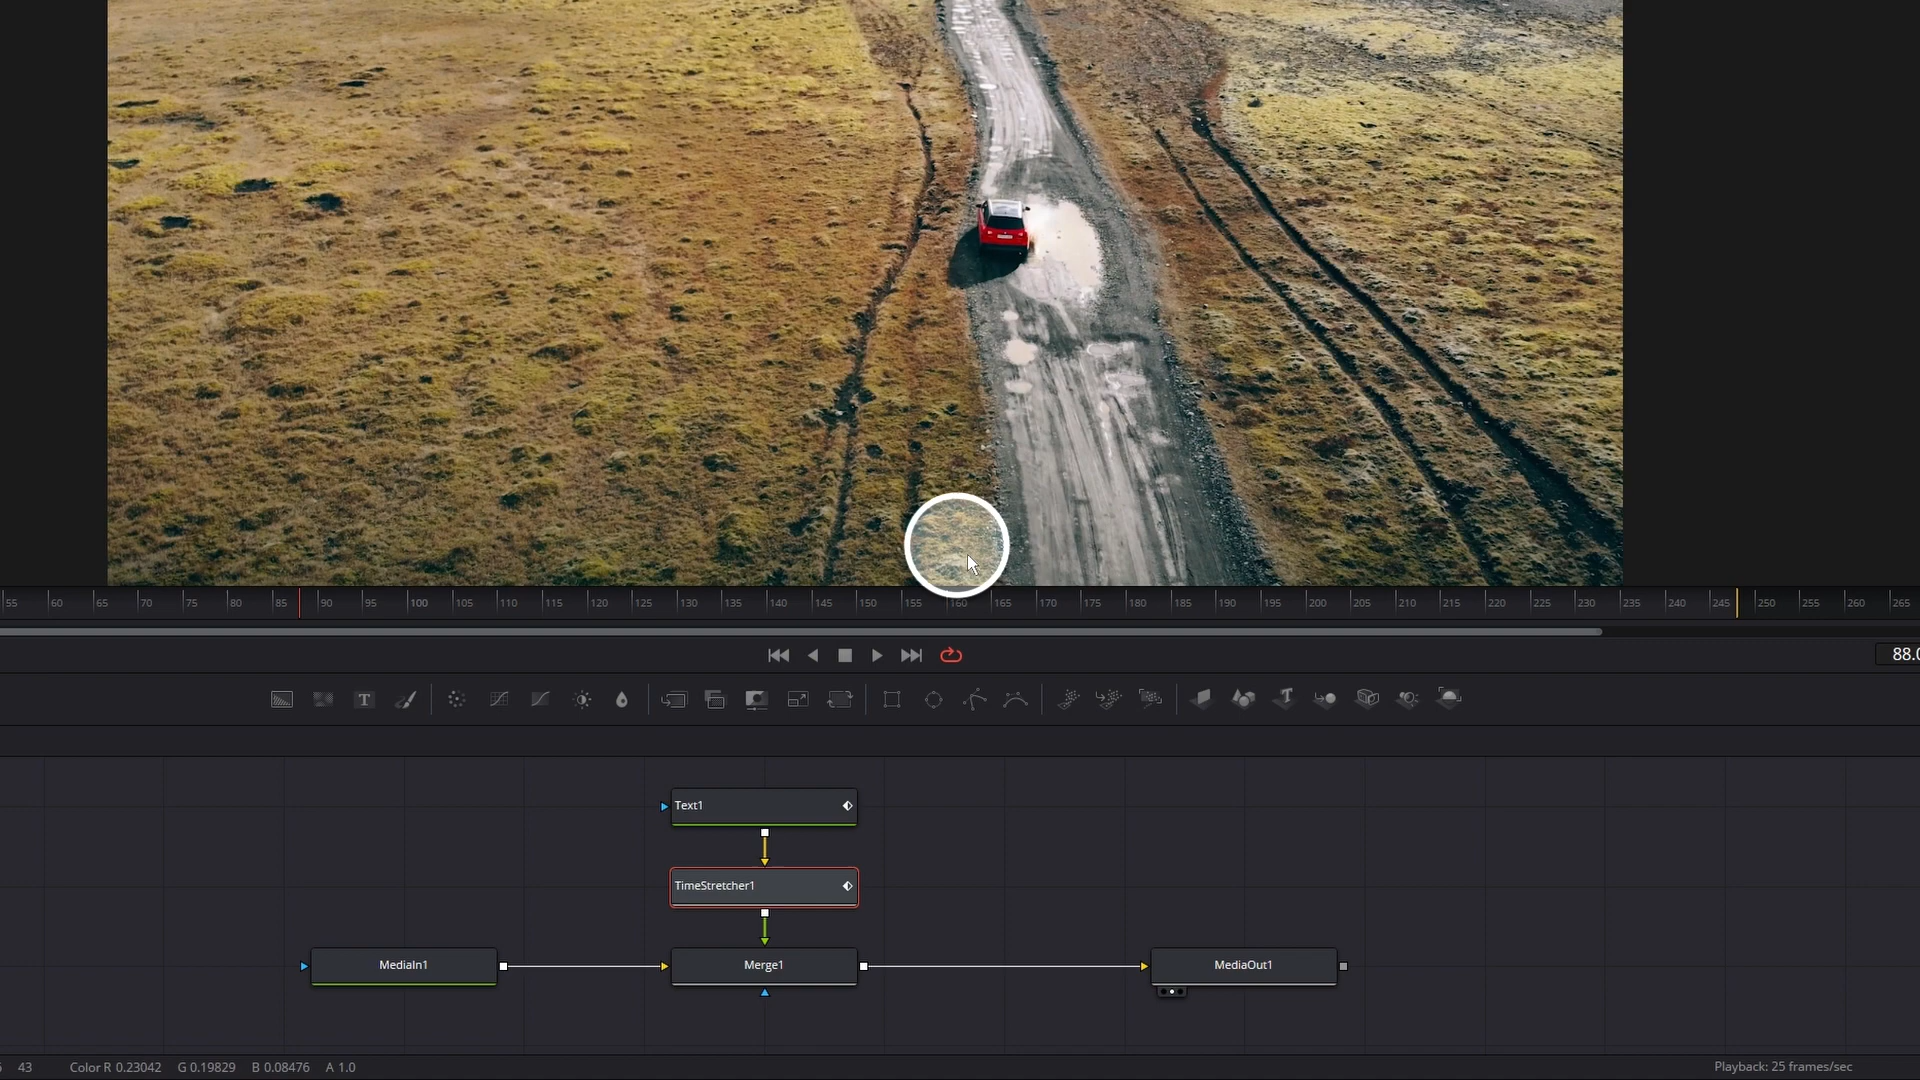 55 60 65 70 75 80 85 90 95 100 105 110 115 120 125 130 135 140 145 150 155 160 165 170 175 180 185 190 195 200 205 210 215 220 225 230 235 240 245 250 255 260 265
88.0
T
Text1
TimeStretcher1
MediaIn1 Merge1 MediaOut1
43 Color R 0.23042 G 0.19829 B 0.08476 A 1.0 Playback: 25 frames/sec